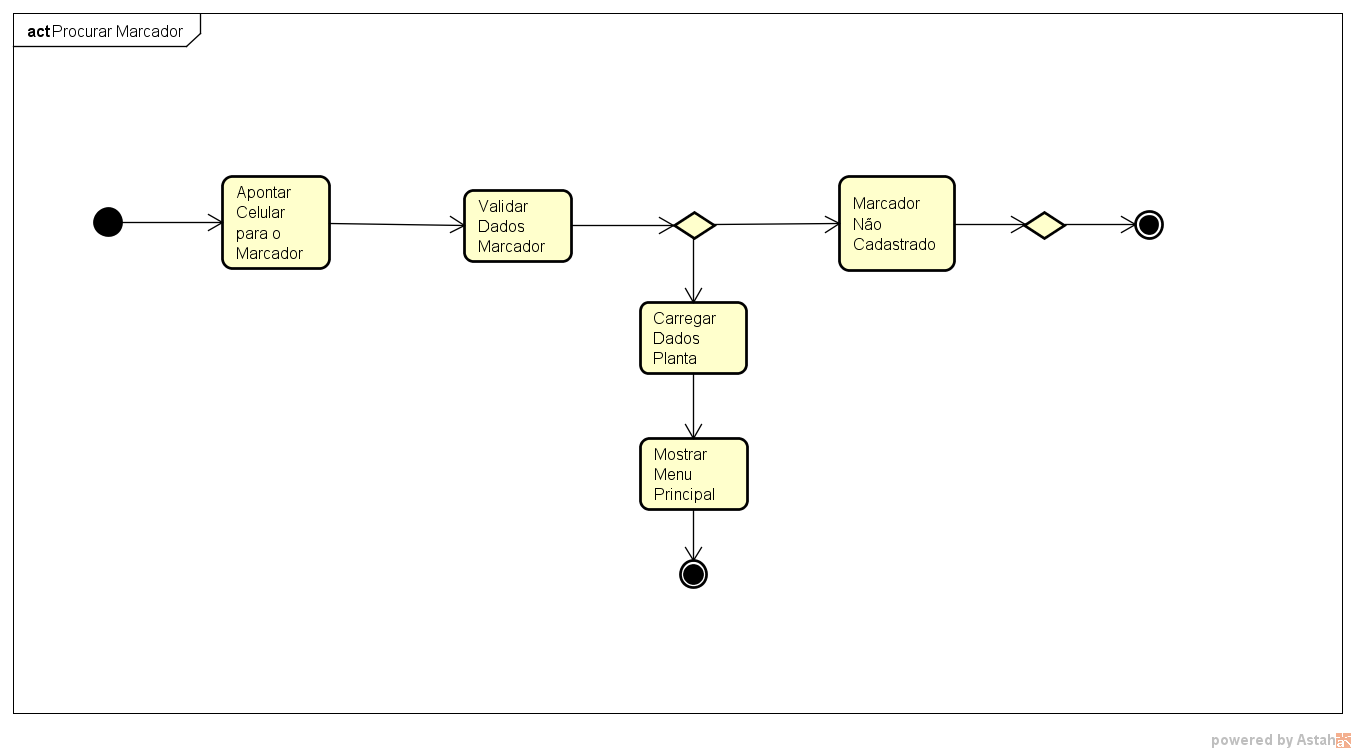 act Procurar Marcador
Apontar
Celular
para o
Marcador
Validar
Dados
Marcador
Marcador
Não
Cadastrado
Carregar
Dados
Planta
Mostrar
Menu
Principal
powered by Astah